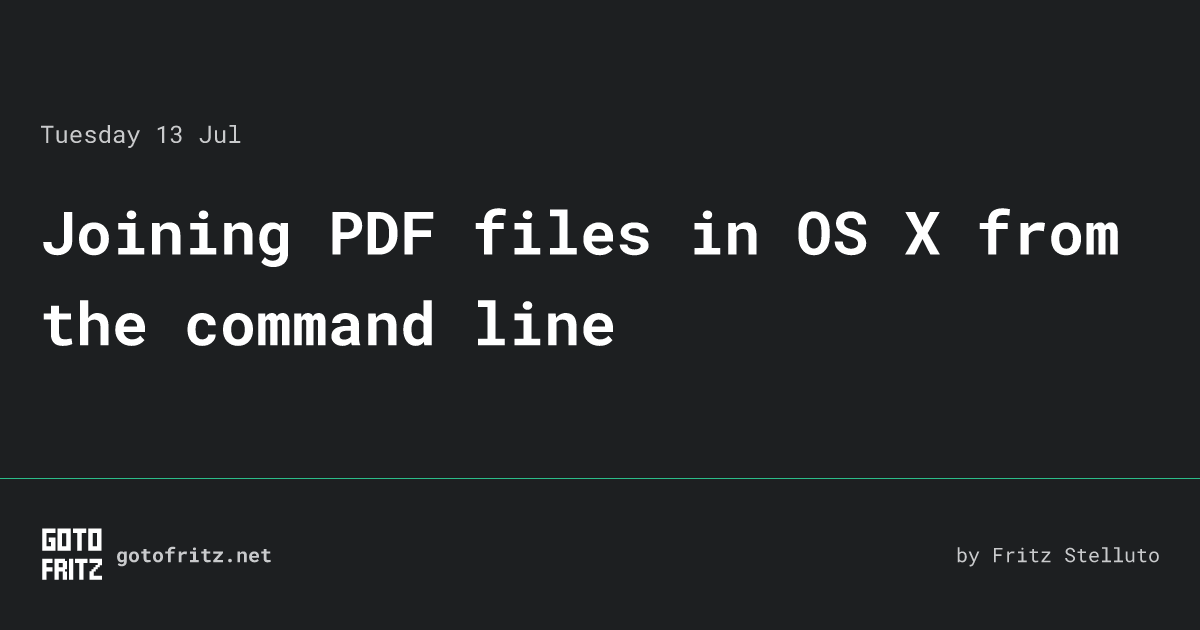 Tuesday 13 Jul
Joining PDF files in OS X from
the command line
GOTO
FRITZ
gotofritz.net
by Fritz Stelluto